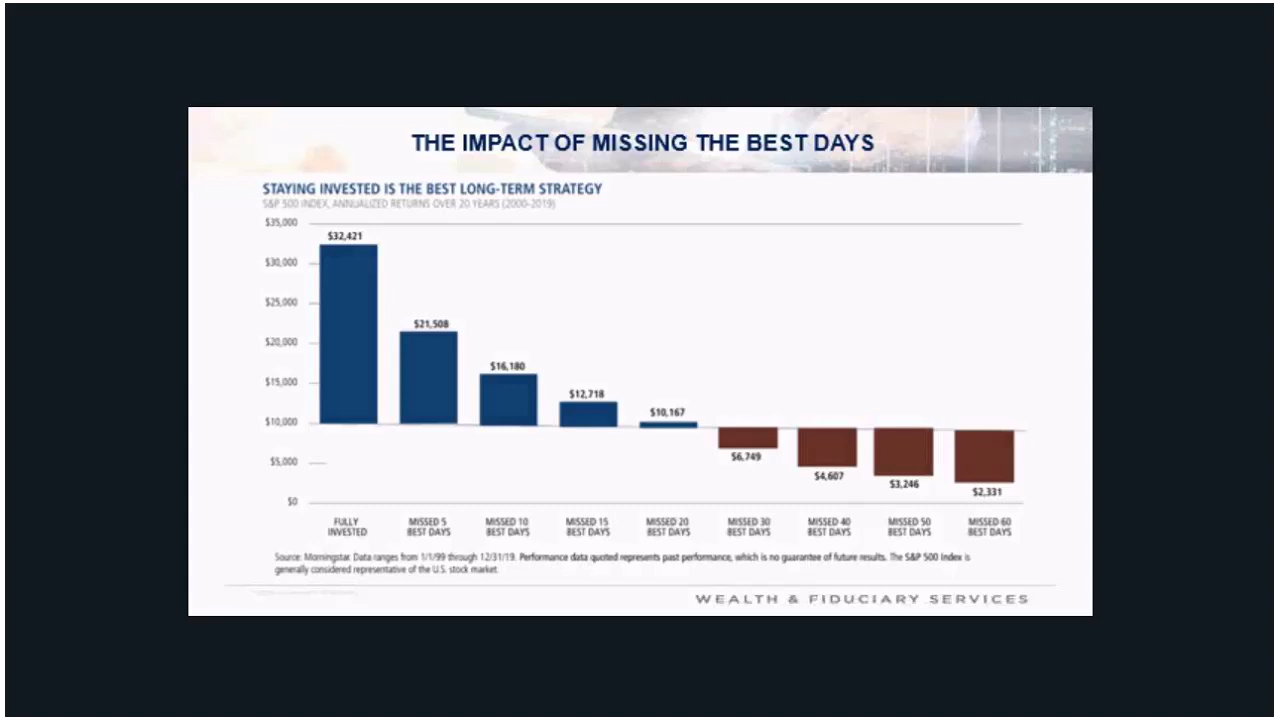 THE IMPACT OF MISSING THE BEST DAYS
STAYING INVESTED IS THE BEST LONG-TERM STRATEGY
S&P 500 INDEX, ANNUALIZED RETURNS OVER 20 YEARS (2000-2019)
$35,000
$32,421
$30,000
$25,000
$21,508
$20,000
$16,180
$15,000
$12,718
$10,167
$10,000
$6,749
$5,000
$4,607
$3,246
$2,331
$0
FULLY INVESTED
MISSED 5 BEST DAYS
MISSED 10 BEST DAYS
MISSED 15 BEST DAYS
MISSED 20 BEST DAYS
MISSED 30 BEST DAYS
MISSED 40 BEST DAYS
MISSED 50 BEST DAYS
MISSED 60 BEST DAYS
Source: Morningstar. Data ranges from 1/1/99 through 12/31/19. Performance data quoted represents past performance, which is no guarantee of future results. The S&P 500 Index is
generally considered representative of the U.S. stock market.
WEALTH & FIDUCIARY SERVICES